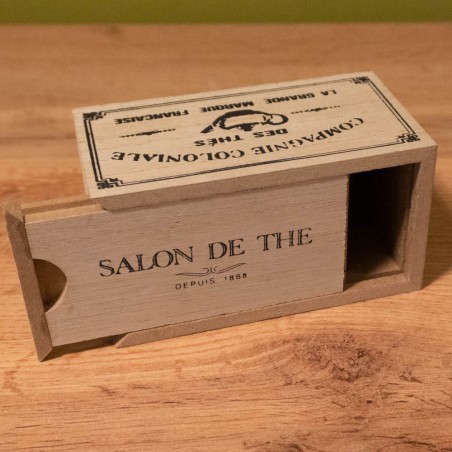 COMPAGNIE COLONIALE
DES THÉS
LA GRANDE MARQUE FRANÇAISE
SALON DE THE
DEPUIS 1868